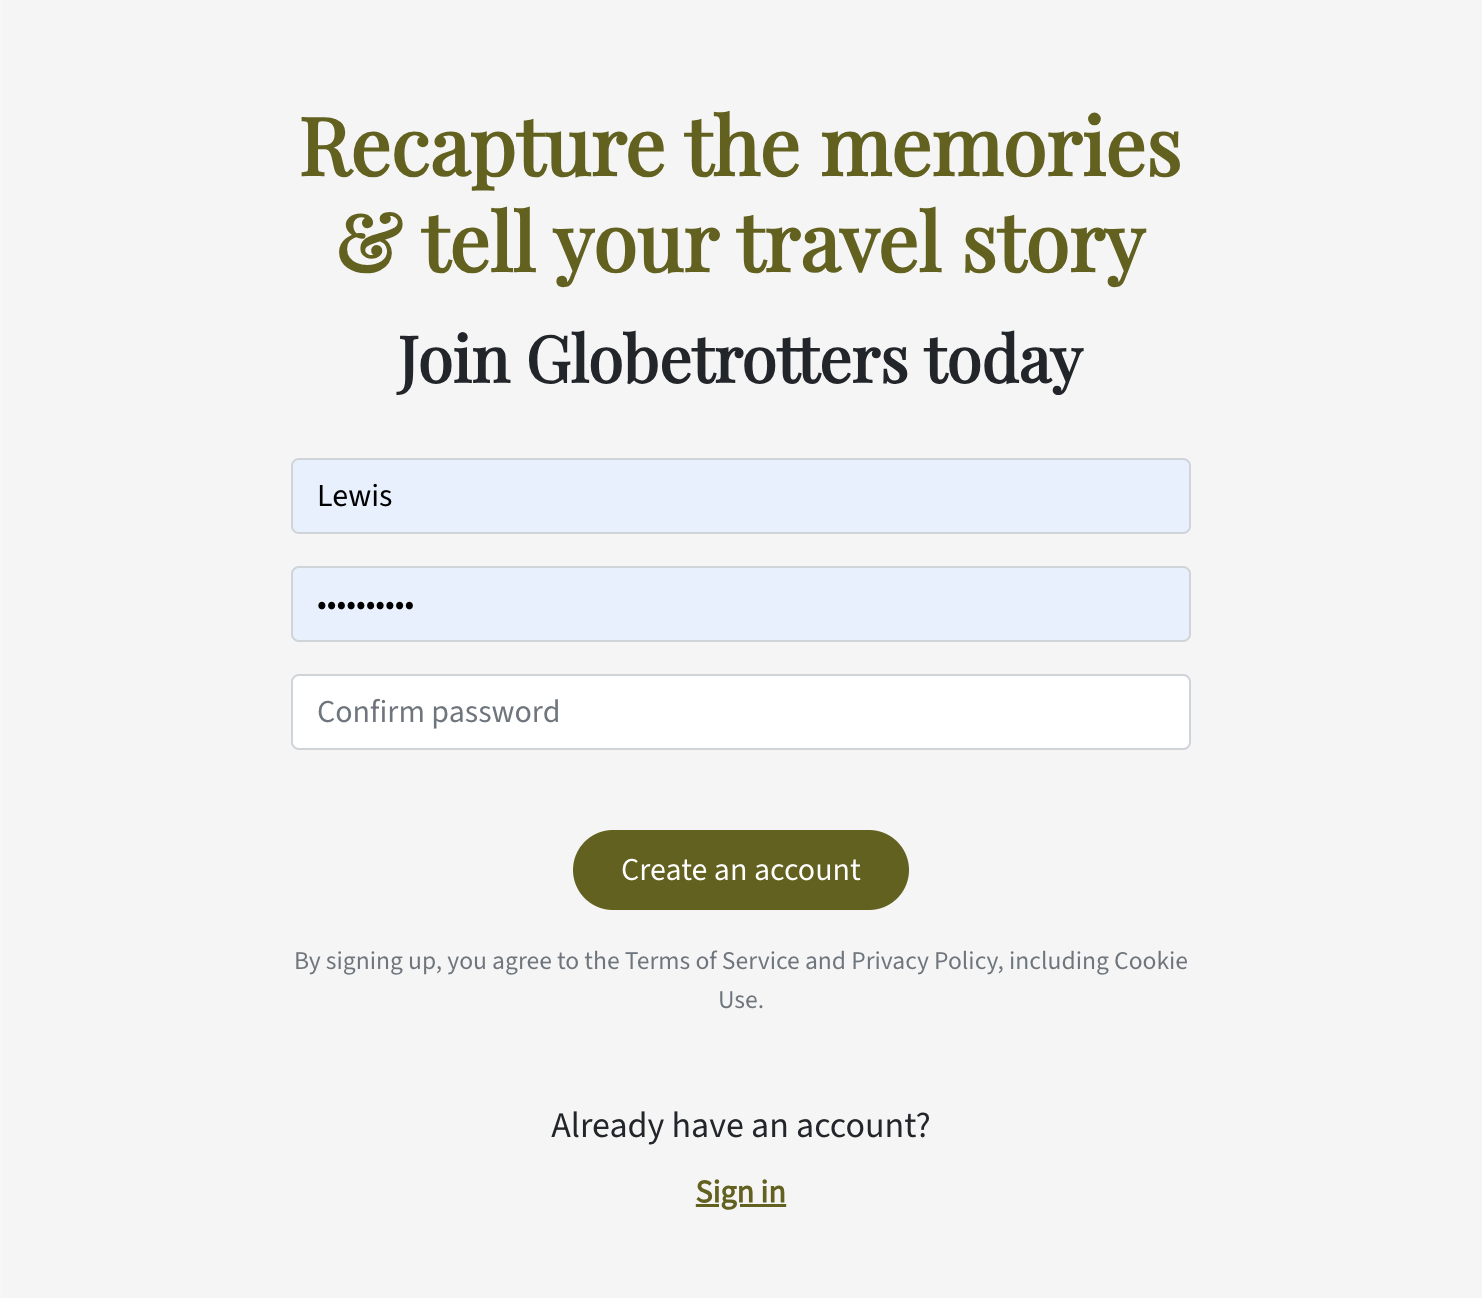 Recapture the memories
& tell your travel story
Join Globetrotters today
Lewis
••••••••••
Confirm password
Create an account
By signing up, you agree to the Terms of Service and Privacy Policy, including Cookie
Use.
Already have an account?
Sign in